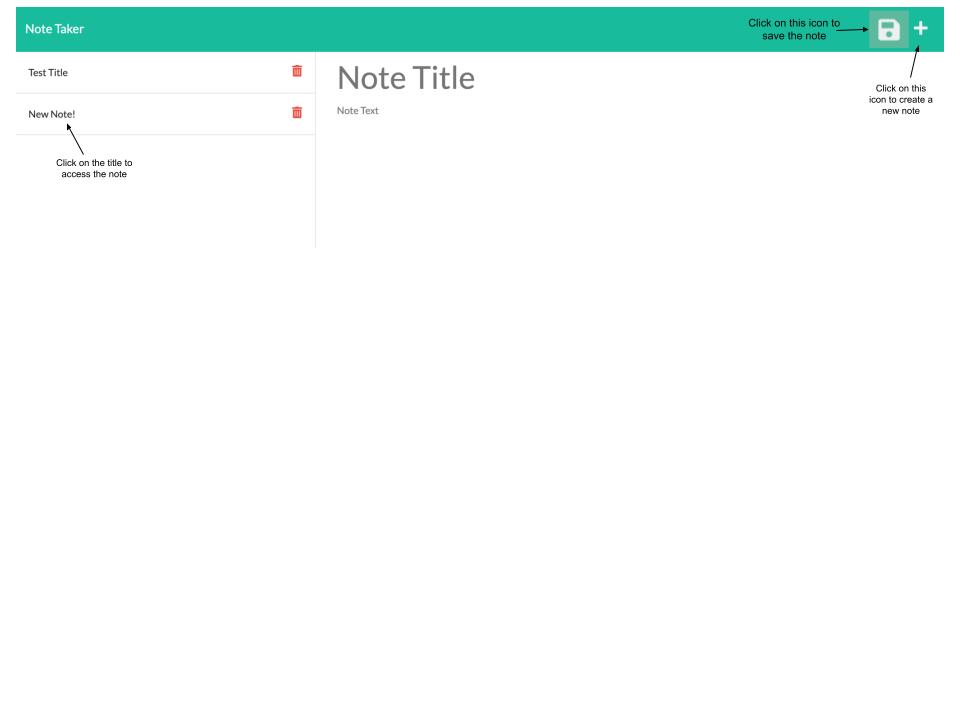 Note Taker
Click on this icon to
save the note
Click on this
icon to create a
new note
Test Title
New Note!
Click on the title to
access the note
Note Title
Note Text